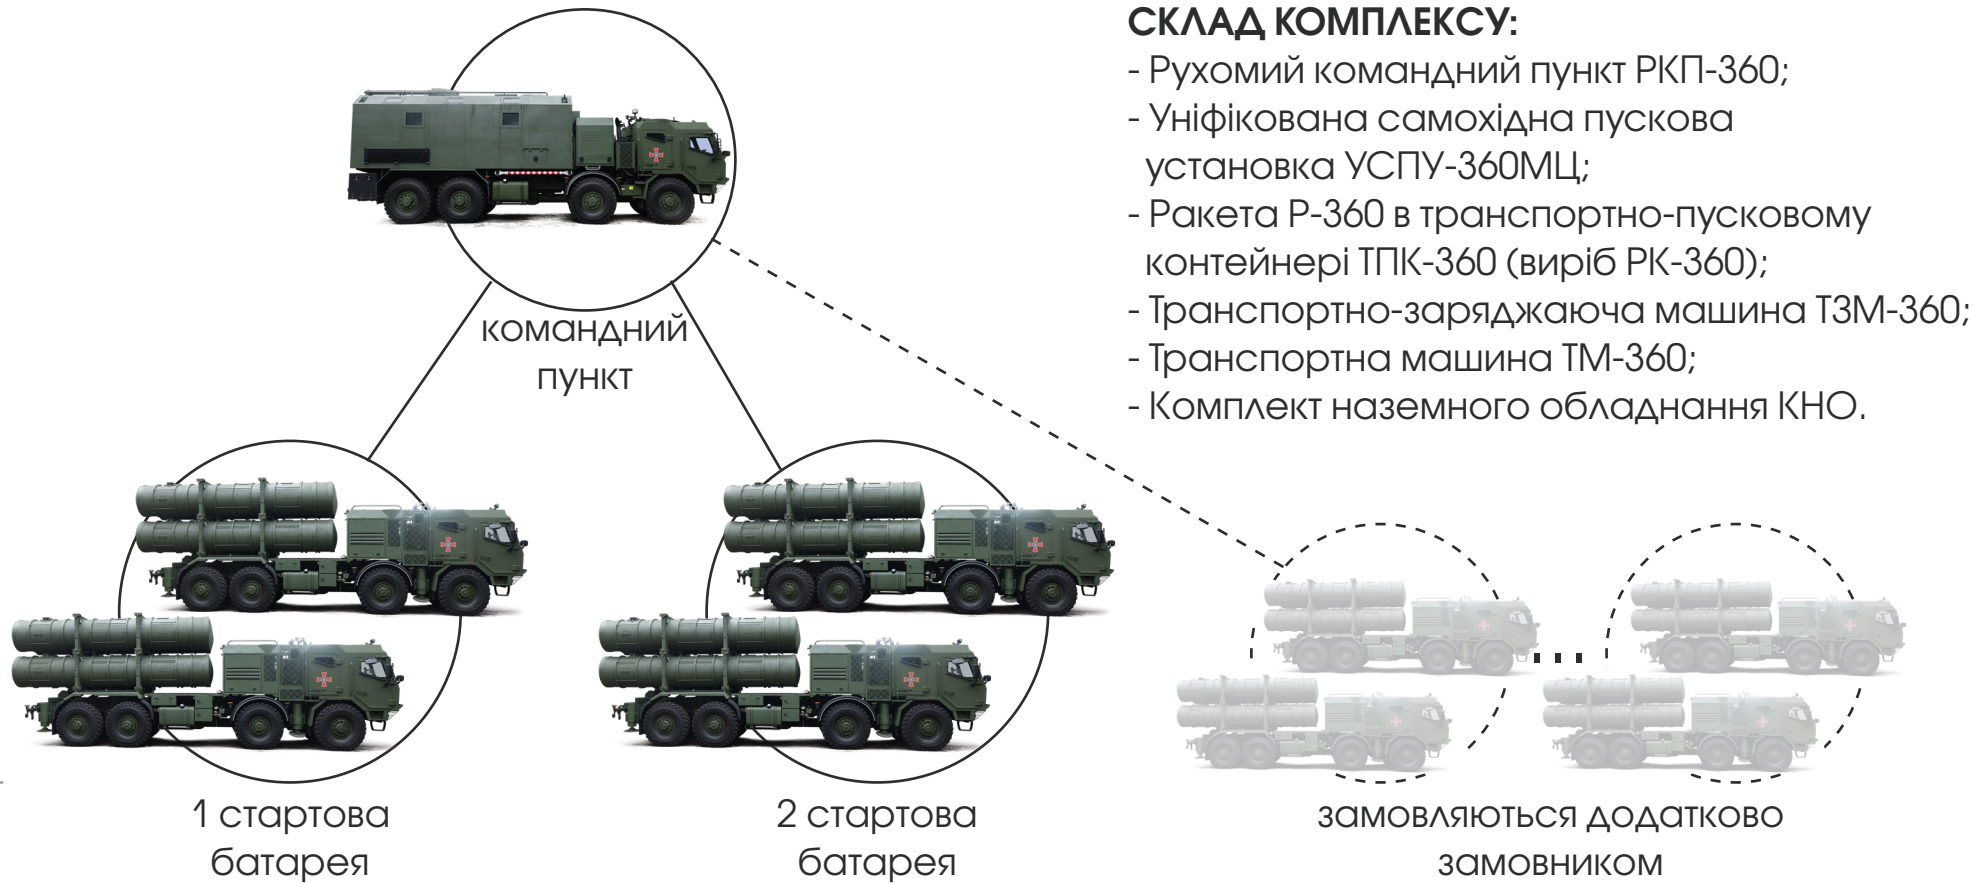 СКЛАД КОМПЛЕКСУ:
- Рухомий командний пункт РКП-360;
- Уніфікована самохідна пускова
установка УСПУ-360МЦ;
- Ракета Р-360 в транспортно-пусковому
контейнері ТПК-360 (виріб РК-360);
- Транспортно-заряджаюча машина ТЗМ-360;
- Транспортна машина ТМ-360;
- Комплект наземного обладнання КНО.
командний
пункт
1 стартова
батарея
2 стартова
батарея
замовляються додатково
замовником